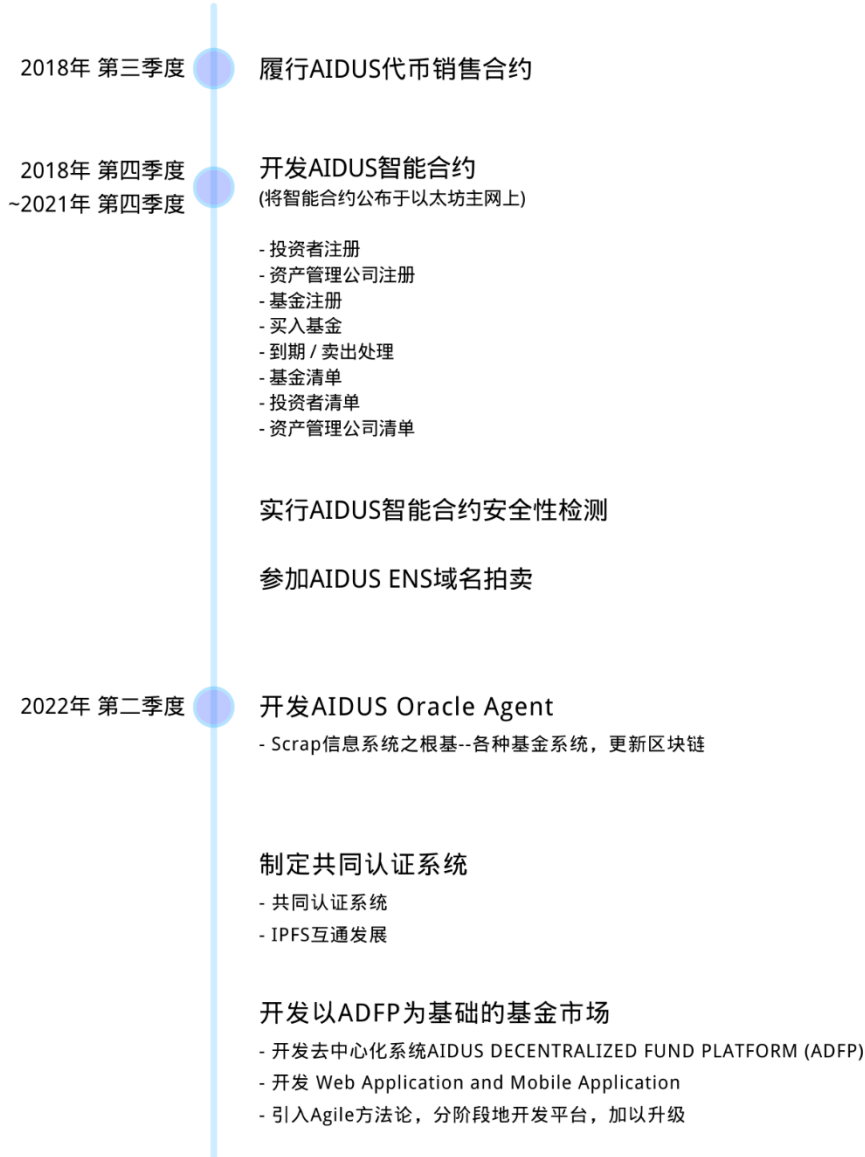 2018年 第三季度
履行AIDUS代币销售合约
2018年 第四季度
~2021年 第四季度
开发AIDUS智能合约
(将智能合约公布于以太坊主网上)
- 投资者注册
- 资产管理公司注册
- 基金注册
- 买入基金
- 到期 / 卖出处理
- 基金清单
- 投资者清单
- 资产管理公司清单
实行AIDUS智能合约安全性检测
参加AIDUS ENS域名拍卖
2022年 第二季度
开发AIDUS Oracle Agent
- Scrap信息系统之根基--各种基金系统，更新区块链
制定共同认证系统
- 共同认证系统
- IPFS互通发展
开发以ADFP为基础的基金市场
- 开发去中心化系统AIDUS DECENTRALIZED FUND PLATFORM (ADFP)
- 开发 Web Application and Mobile Application
- 引入Agile方法论，分阶段地开发平台，加以升级